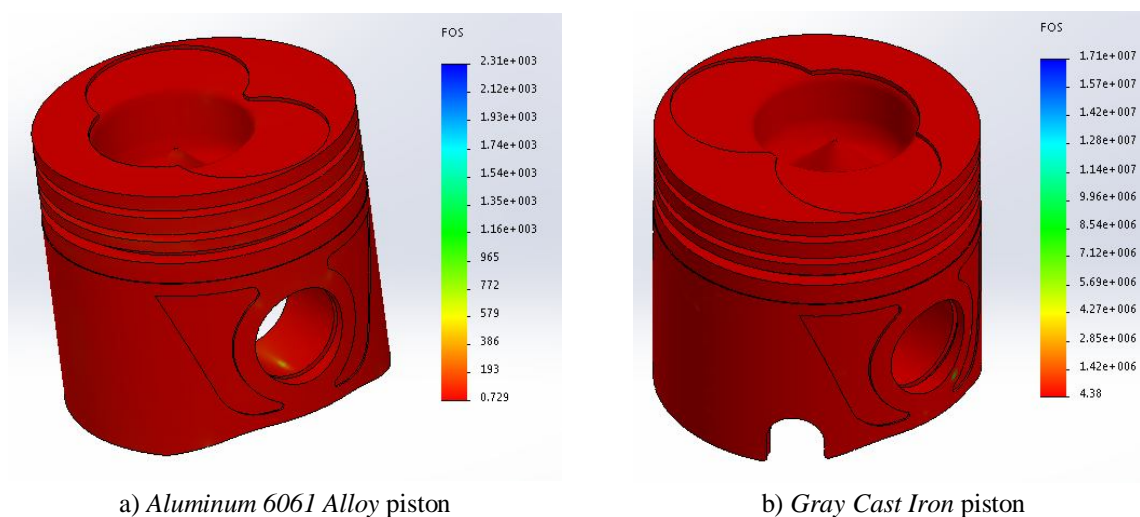 FOS
2.31e+003
2.12e+003
1.93e+003
1.74e+003
1.54e+003
1.35e+003
1.16e+003
965
772
579
386
193
0.729
a) Aluminum 6061 Alloy piston
FOS
1.71e+007
1.57e+007
1.42e+007
1.28e+007
1.14e+007
9.96e+006
8.54e+006
7.12e+006
5.69e+006
4.27e+006
2.85e+006
1.42e+006
4.38
b) Gray Cast Iron piston